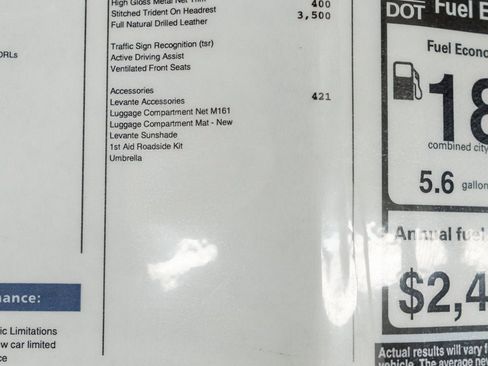 High Gloss Metal Net Trim
Stitched Trident On Headrest 400
Full Natural Drilled Leather 3,500
Traffic Sign Recognition (tsr)
Active Driving Assist
Ventilated Front Seats
Accessories
Levante Accessories 421
Luggage Compartment Net M161
Luggage Compartment Mat - New
Levante Sunshade
1st Aid Roadside Kit
Umbrella
DRLs
nance:
ic Limitations
w car limited
ce
DOT Fuel E
Fuel Econo
18
combined city
5.6 gallon
Annual fuel
$2,4
Actual results will vary f
vehicle. The average ne